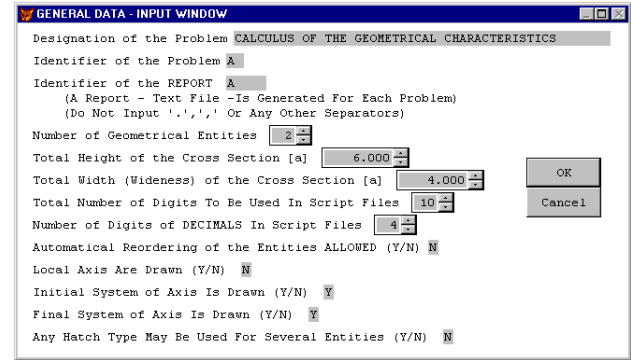 GENERAL DATA - INPUT WINDOW
Designation of the Problem CALCULUS OF THE GEOMETRICAL CHARACTERISTICS
Identifier of the Problem A
Identifier of the REPORT A
(A Report - Text File -Is Generated For Each Problem)
(Do Not Input '.',',' Or Any Other Separators)
Number of Geometrical Entities 2
Total Height of the Cross Section [a] 6.000
Total Width (Wideness) of the Cross Section [a] 4.000
OK
Total Number of Digits To Be Used In Script Files 10
Cancel
Number of Digits of DECIMALS In Script Files 4
Automatical Reordering of the Entities ALLOWED (Y/N) N
Local Axis Are Drawn (Y/N) N
Initial System of Axis Is Drawn (Y/N) Y
Final System of Axis Is Drawn (Y/N) Y
Any Hatch Type May Be Used For Several Entities (Y/N) N